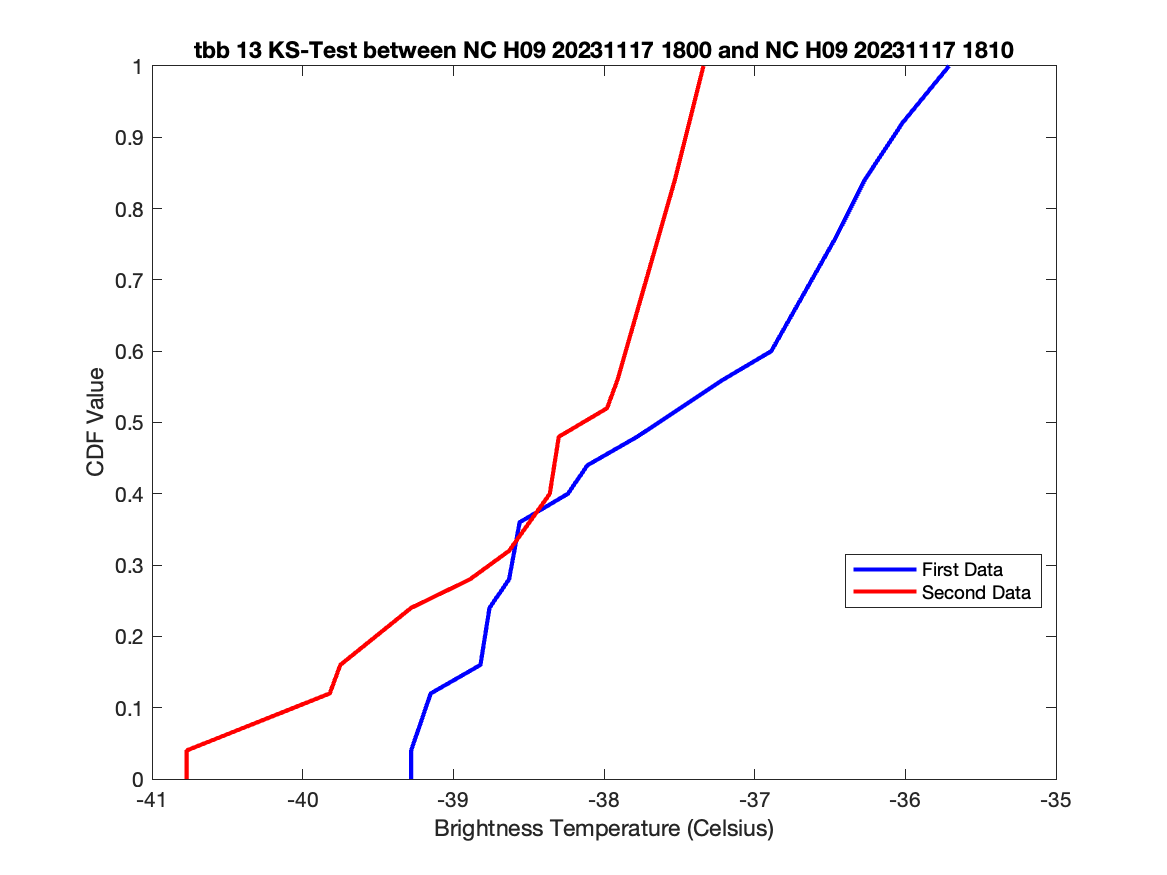 tbb 13 KS-Test between NC H09 20231117 1800 and NC H09 20231117 1810
1
0.9
0.8
0.7
0.6
0.5
0.4
0.3
0.2
0.1
0
CDF Value
First Data
Second Data
-41 -40 -39 -38 -37 -36 -35
Brightness Temperature (Celsius)